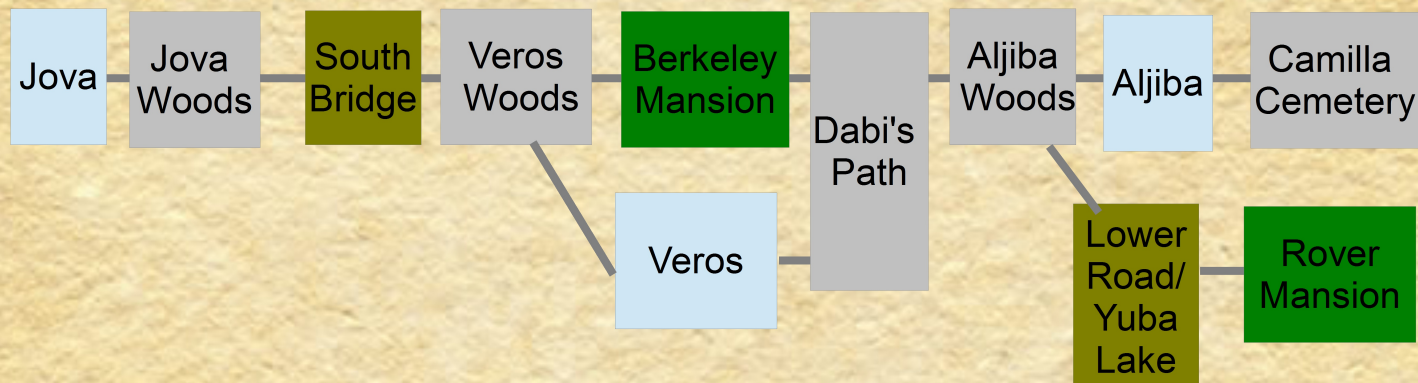 Jova
Jova
Woods
South
Bridge
Veros
Woods
Berkeley
Mansion
Dabi's
Path
Aljiba
Woods
Aljiba
Camilla
Cemetery
Veros
Lower
Road/
Yuba
Lake
Rover
Mansion